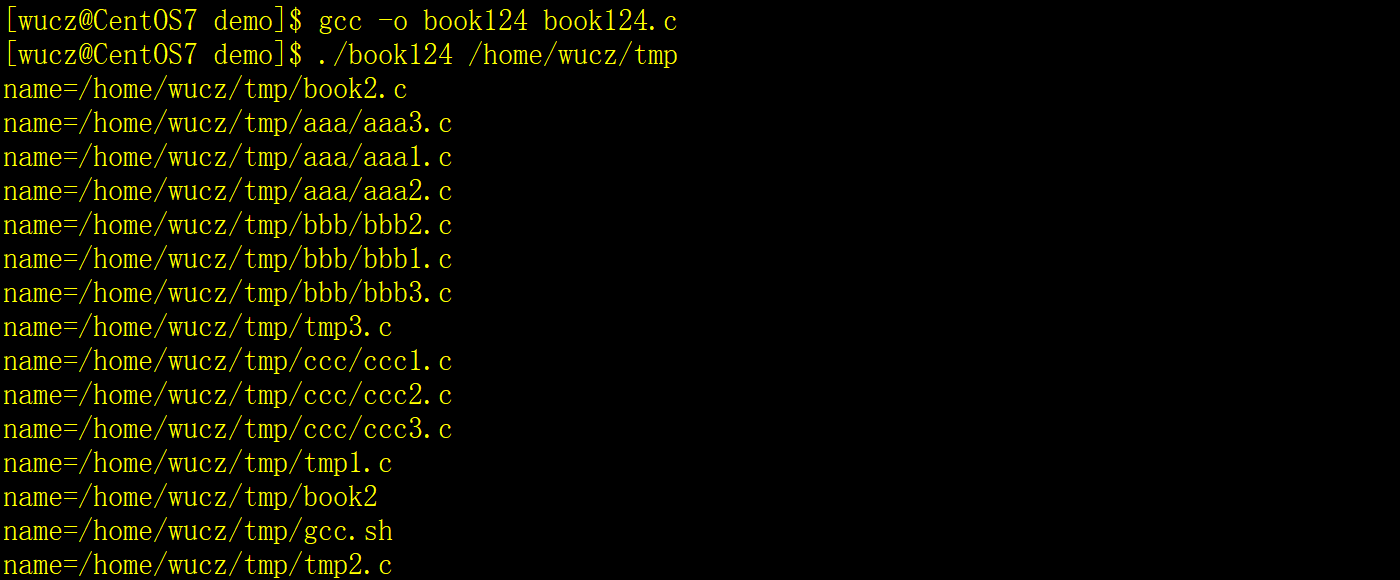 [wucz@CentOS7 demo]$ gcc -o book124 book124.c
[wucz@CentOS7 demo]$ ./book124 /home/wucz/tmp
name=/home/wucz/tmp/book2.c
name=/home/wucz/tmp/aaa/aaa3.c
name=/home/wucz/tmp/aaa/aaa1.c
name=/home/wucz/tmp/aaa/aaa2.c
name=/home/wucz/tmp/bbb/bbb2.c
name=/home/wucz/tmp/bbb/bbb1.c
name=/home/wucz/tmp/bbb/bbb3.c
name=/home/wucz/tmp/tmp3.c
name=/home/wucz/tmp/ccc/ccc1.c
name=/home/wucz/tmp/ccc/ccc2.c
name=/home/wucz/tmp/ccc/ccc3.c
name=/home/wucz/tmp/tmp1.c
name=/home/wucz/tmp/book2
name=/home/wucz/tmp/gcc.sh
name=/home/wucz/tmp/tmp2.c